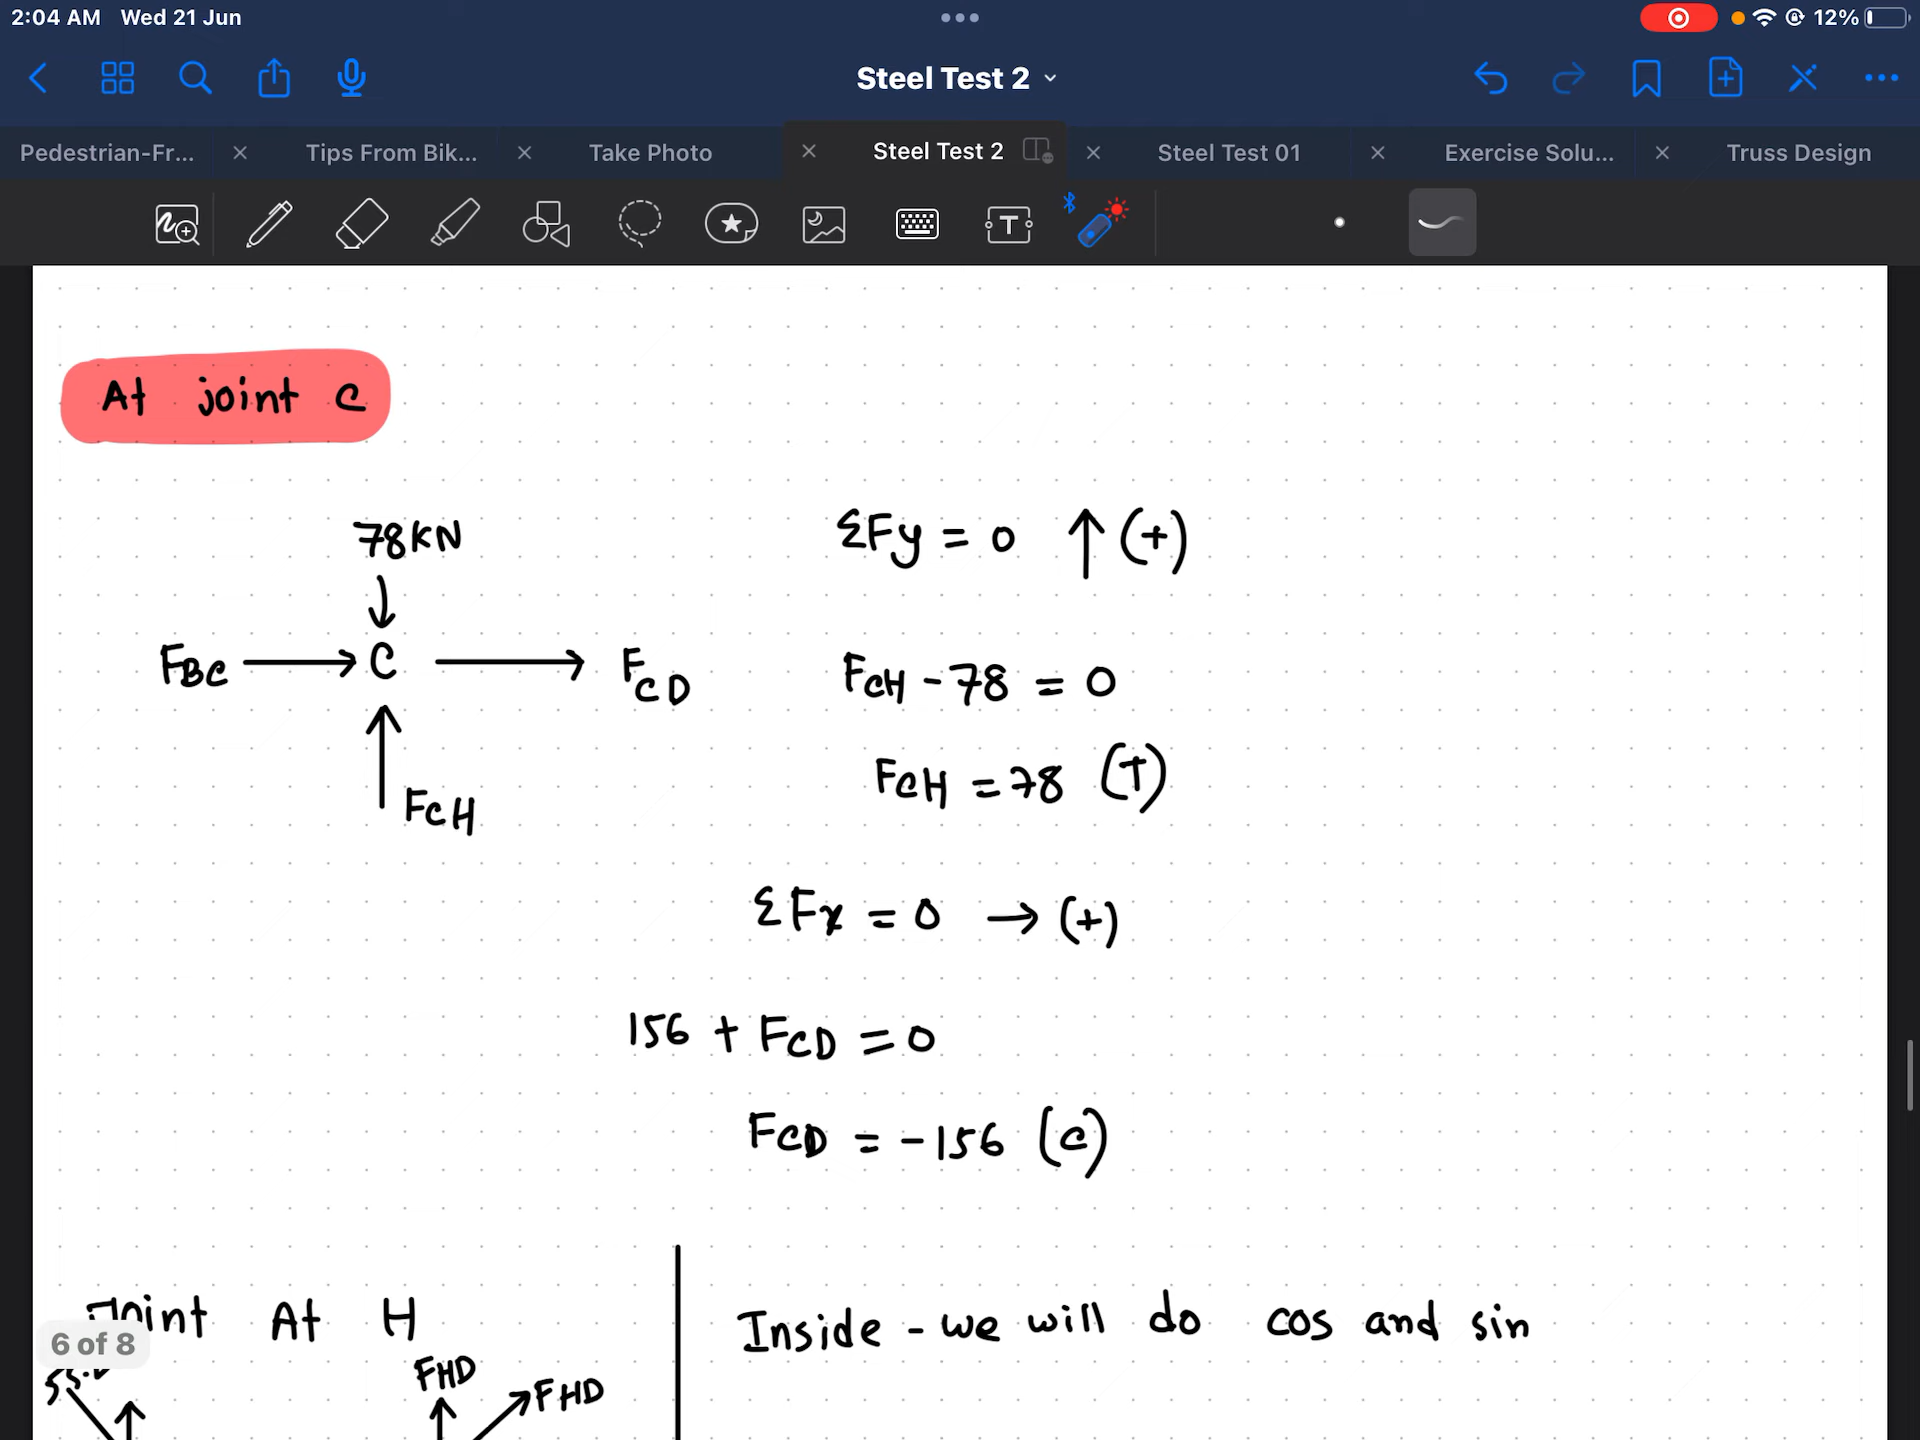 2:04 AM Wed 21 Jun
12%
Steel Test 2
Pedestrian-Fr... Tips From Bik... Take Photo Steel Test 2 Steel Test 01 Exercise Solu... Truss Design
At joint C
78KN
ΣFy = 0 ↑ (+)
FBC → C → FCD
FCH - 78 = 0
FCH
FCH = 78 (T)
ΣFx = 0 → (+)
156 + FCD = 0
FCD = -156 (C)
Joint At H
6 of 8
Inside - we will do cos and sin
FHD
FHD